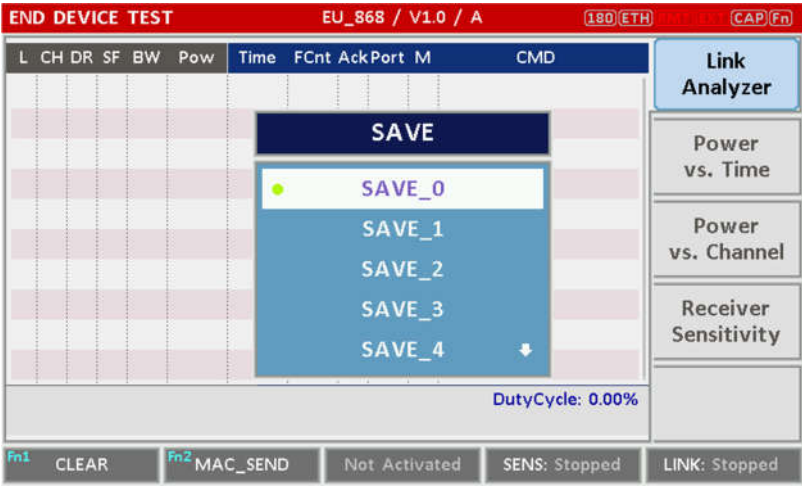 END DEVICE TEST EU_868 / V1.0 / A 180 ETH RMT EXT CAP Fn
L CH DR SF BW Pow Time FCnt Ack Port M CMD
Link
Analyzer
SAVE
Power
vs. Time
SAVE_0
SAVE_1
Power
vs. Channel
SAVE_2
SAVE_3
Receiver
Sensitivity
SAVE_4
DutyCycle: 0.00%
Fn1 CLEAR Fn2 MAC_SEND Not Activated SENS: Stopped LINK: Stopped